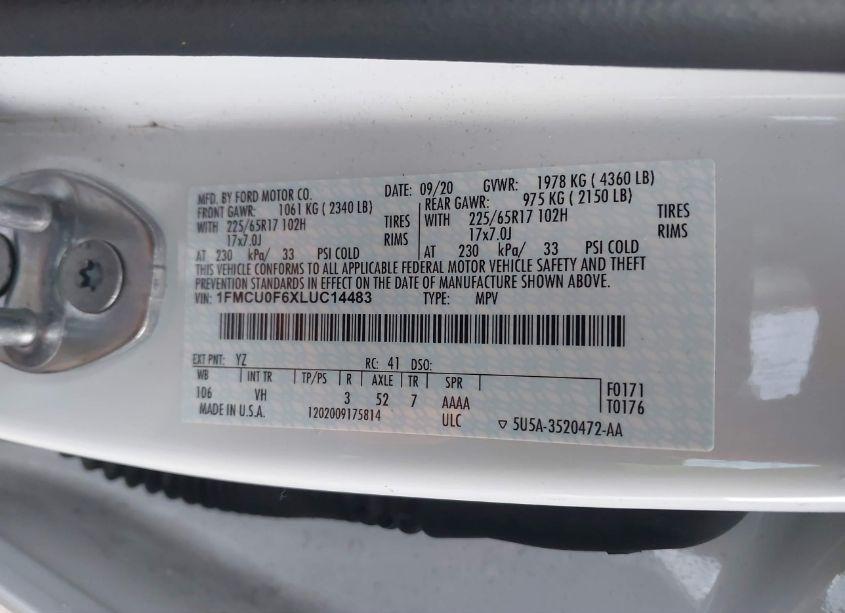 MFD. BY FORD MOTOR CO. DATE: 09/20 GVWR: 1978 KG ( 4360 LB)
FRONT GAWR: 1061 KG ( 2340 LB) REAR GAWR: 975 KG ( 2150 LB)
WITH 225/65R17 102H TIRES WITH 225/65R17 102H TIRES
17x7.0J RIMS 17x7.0J RIMS
AT 230 kPa/ 33 PSI COLD AT 230 kPa/ 33 PSI COLD
THIS VEHICLE CONFORMS TO ALL APPLICABLE FEDERAL MOTOR VEHICLE SAFETY AND THEFT
PREVENTION STANDARDS IN EFFECT ON THE DATE OF MANUFACTURE SHOWN ABOVE.
VIN: 1FMCU0F6XLUC14483 TYPE: MPV
EXT PNT: YZ RC: 41 DSO:
WB INT TR TP/PS R AXLE TR SPR
106 VH 3 52 7 AAAA F0171
MADE IN U.S.A. 1202009175814 ULC T0176
▽ 5U5A-3520472-AA